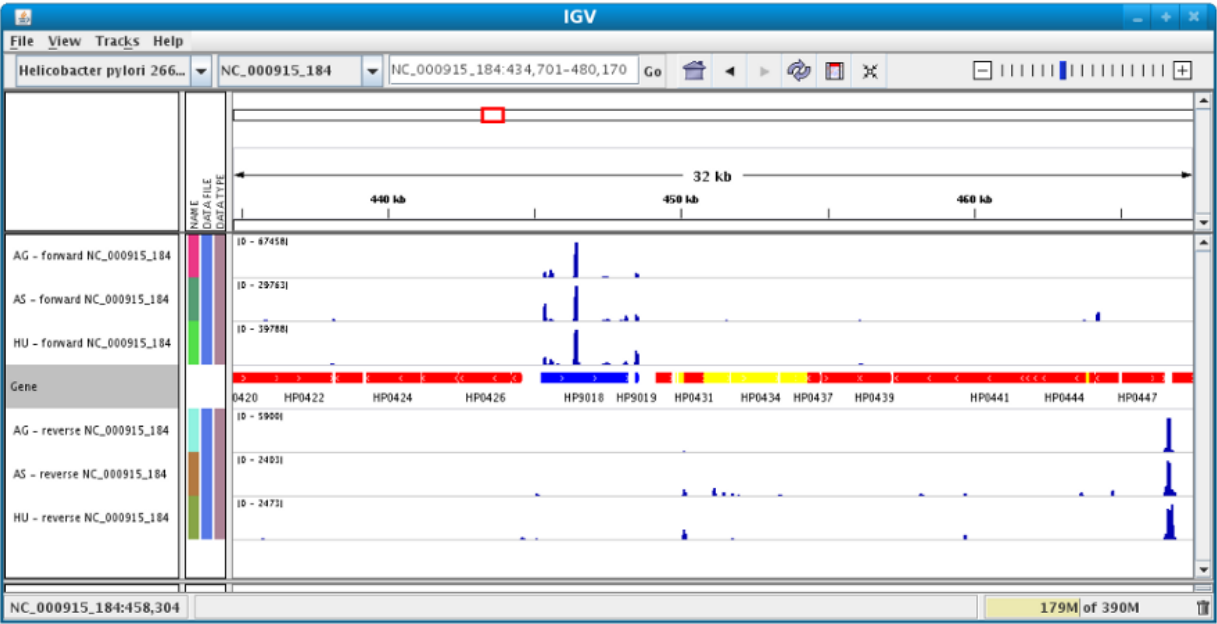 IGV
File View Tracks Help
Helicobacter pylori 266... NC_000915_184 NC_000915_184:434,701-480,170 Go
NAME
DATA FILE
DATA TYPE
32 kb
440 kb 450 kb 460 kb
AG - forward NC_000915_184 [0 - 67458]
AS - forward NC_000915_184 [0 - 29763]
HU - forward NC_000915_184 [0 - 39788]
Gene
0420 HP0422 HP0424 HP0426 HP9018 HP9019 HP0431 HP0434 HP0437 HP0439 HP0441 HP0444 HP0447
AG - reverse NC_000915_184 [0 - 5900]
AS - reverse NC_000915_184 [0 - 2403]
HU - reverse NC_000915_184 [0 - 2473]
NC_000915_184:458,304 179M of 390M